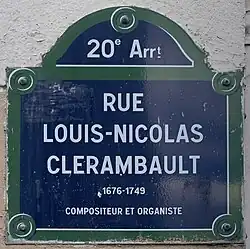 20e Arrt
RUE
LOUIS-NICOLAS
CLERAMBAULT
1676-1749
COMPOSITEUR ET ORGANISTE